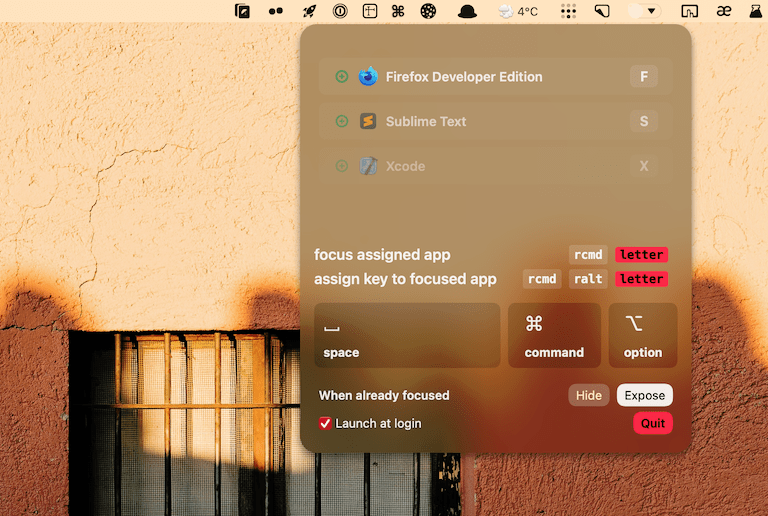 4°C
æ
Firefox Developer Edition F
Sublime Text S
Xcode X
focus assigned app rcmd letter
assign key to focused app rcmd ralt letter
⌘ ⌥
space command option
When already focused Hide Expose
Launch at login Quit